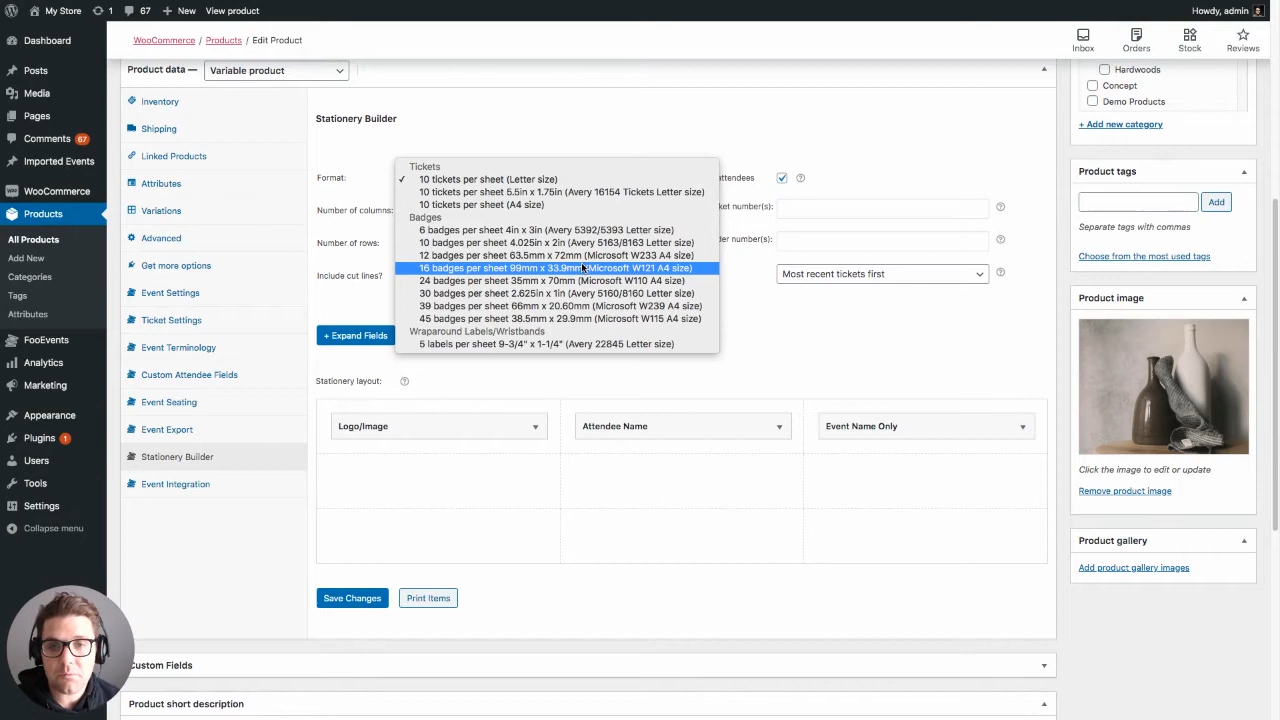 My Store
1
67
New
View product
Howdy, admin
Dashboard
Posts
Media
Pages
Comments 67
Imported Events
WooCommerce
Products
All Products
Add New
Categories
Tags
Attributes
FooEvents
Analytics
Marketing
Appearance
Plugins 1
Users
Tools
Settings
Collapse menu
WooCommerce / Products / Edit Product
Inbox
Orders
Stock
Reviews
Product data — Variable product
Inventory
Shipping
Linked Products
Attributes
Variations
Advanced
Get more options
Event Settings
Ticket Settings
Event Terminology
Custom Attendee Fields
Event Seating
Event Export
Stationery Builder
Event Integration
Stationery Builder
Format:
Number of columns:
Number of rows:
Include cut lines?
Tickets
✓ 10 tickets per sheet (Letter size)
10 tickets per sheet 5.5in x 1.75in (Avery 16154 Tickets Letter size)
10 tickets per sheet (A4 size)
Badges
6 badges per sheet 4in x 3in (Avery 5392/5393 Letter size)
10 badges per sheet 4.025in x 2in (Avery 5163/8163 Letter size)
12 badges per sheet 63.5mm x 72mm (Microsoft W233 A4 size)
16 badges per sheet 99mm x 33.9mm (Microsoft W121 A4 size)
24 badges per sheet 35mm x 70mm (Microsoft W110 A4 size)
30 badges per sheet 2.625in x 1in (Avery 5160/8160 Letter size)
39 badges per sheet 66mm x 20.60mm (Microsoft W239 A4 size)
45 badges per sheet 38.5mm x 29.9mm (Microsoft W115 A4 size)
Wraparound Labels/Wristbands
5 labels per sheet 9-3/4" x 1-1/4" (Avery 22845 Letter size)
ttendees
ket number(s):
der number(s):
Most recent tickets first
+ Expand Fields
Stationery layout:
Logo/Image
Attendee Name
Event Name Only
Save Changes
Print Items
Custom Fields
Product short description
Hardwoods
Concept
Demo Products
+ Add new category
Product tags
Add
Separate tags with commas
Choose from the most used tags
Product image
Click the image to edit or update
Remove product image
Product gallery
Add product gallery images